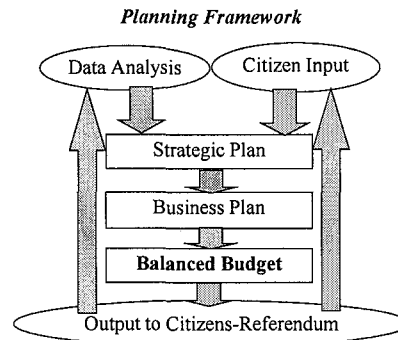 Planning Framework
Data Analysis
Citizen Input
Strategic Plan
Business Plan
Balanced Budget
Output to Citizens-Referendum